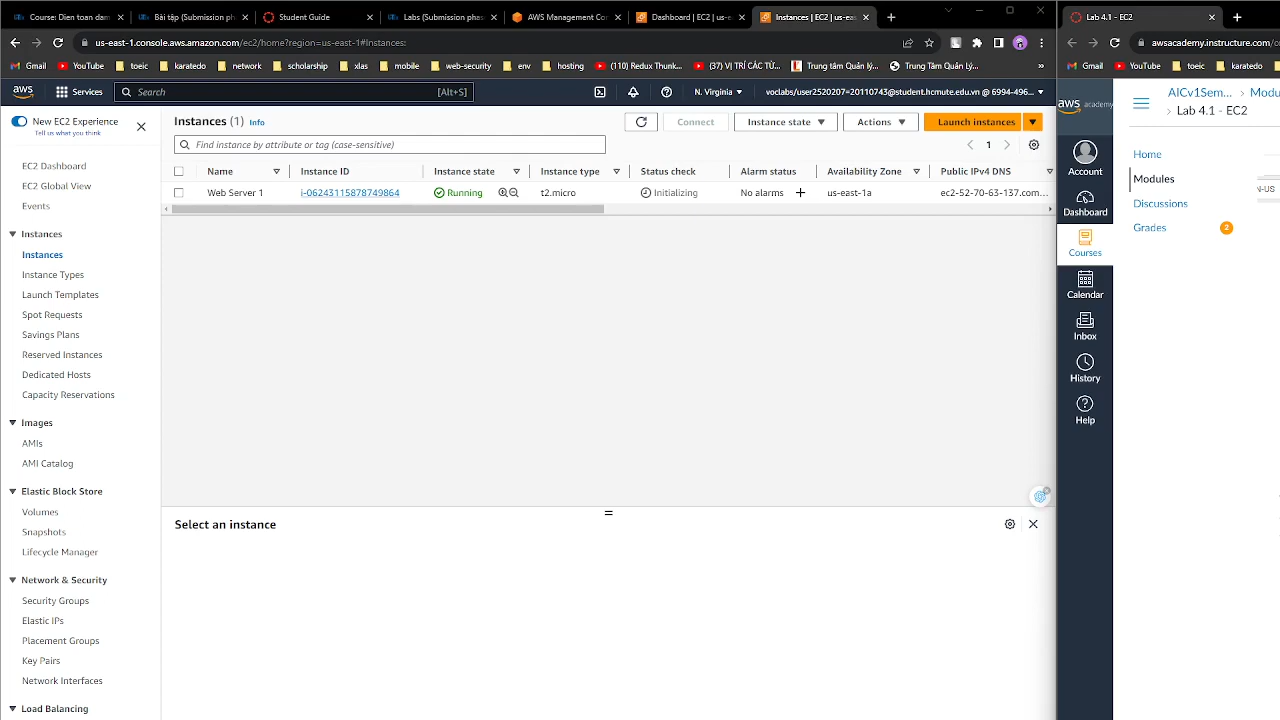 Course: Dien toan dam
Bài tập (Submission ph
Student Guide
Labs (Submission phas
AWS Management Con
Dashboard | EC2 | us-e
Instances | EC2 | us-eas
Lab 4.1 - EC2
us-east-1.console.aws.amazon.com/ec2/home?region=us-east-1#Instances:
awsacademy.instructure.com/c
Gmail
YouTube
toeic
karatedo
network
scholarship
xlas
mobile
web-security
env
hosting
(110) Redux Thunk...
(37) VỊ TRÍ CÁC TỪ...
Trung tâm Quản lý...
Trung Tâm Quản Lý...
»
Gmail
YouTube
toeic
karatedo
aws
Services
Search
[Alt+S]
N. Virginia
voclabs/user2520207=20110743@student.hcmute.edu.vn @ 6994-496...
New EC2 Experience
Tell us what you think
EC2 Dashboard
EC2 Global View
Events
Instances
Instances
Instance Types
Launch Templates
Spot Requests
Savings Plans
Reserved Instances
Dedicated Hosts
Capacity Reservations
Images
AMIs
AMI Catalog
Elastic Block Store
Volumes
Snapshots
Lifecycle Manager
Network & Security
Security Groups
Elastic IPs
Placement Groups
Key Pairs
Network Interfaces
Load Balancing
Instances (1) Info
Connect
Instance state
Actions
Launch instances
Find instance by attribute or tag (case-sensitive)
1
Name
Instance ID
Instance state
Instance type
Status check
Alarm status
Availability Zone
Public IPv4 DNS
Web Server 1
i-06243115878749864
Running
t2.micro
Initializing
No alarms
us-east-1a
ec2-52-70-63-137.com...
Select an instance
aws academy
Account
Dashboard
Courses
Calendar
Inbox
History
Help
AICv1Sem...
Modu
Lab 4.1 - EC2
Home
Modules
Discussions
Grades
2
N-US